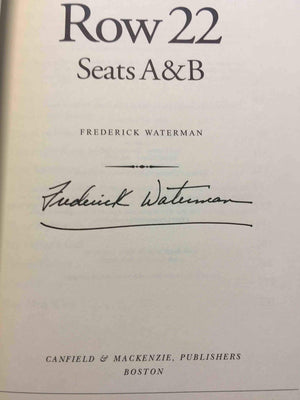 Row 22
Seats A&B
FREDERICK WATERMAN
Frederick Waterman
CANFIELD & MACKENZIE, PUBLISHERS
BOSTON